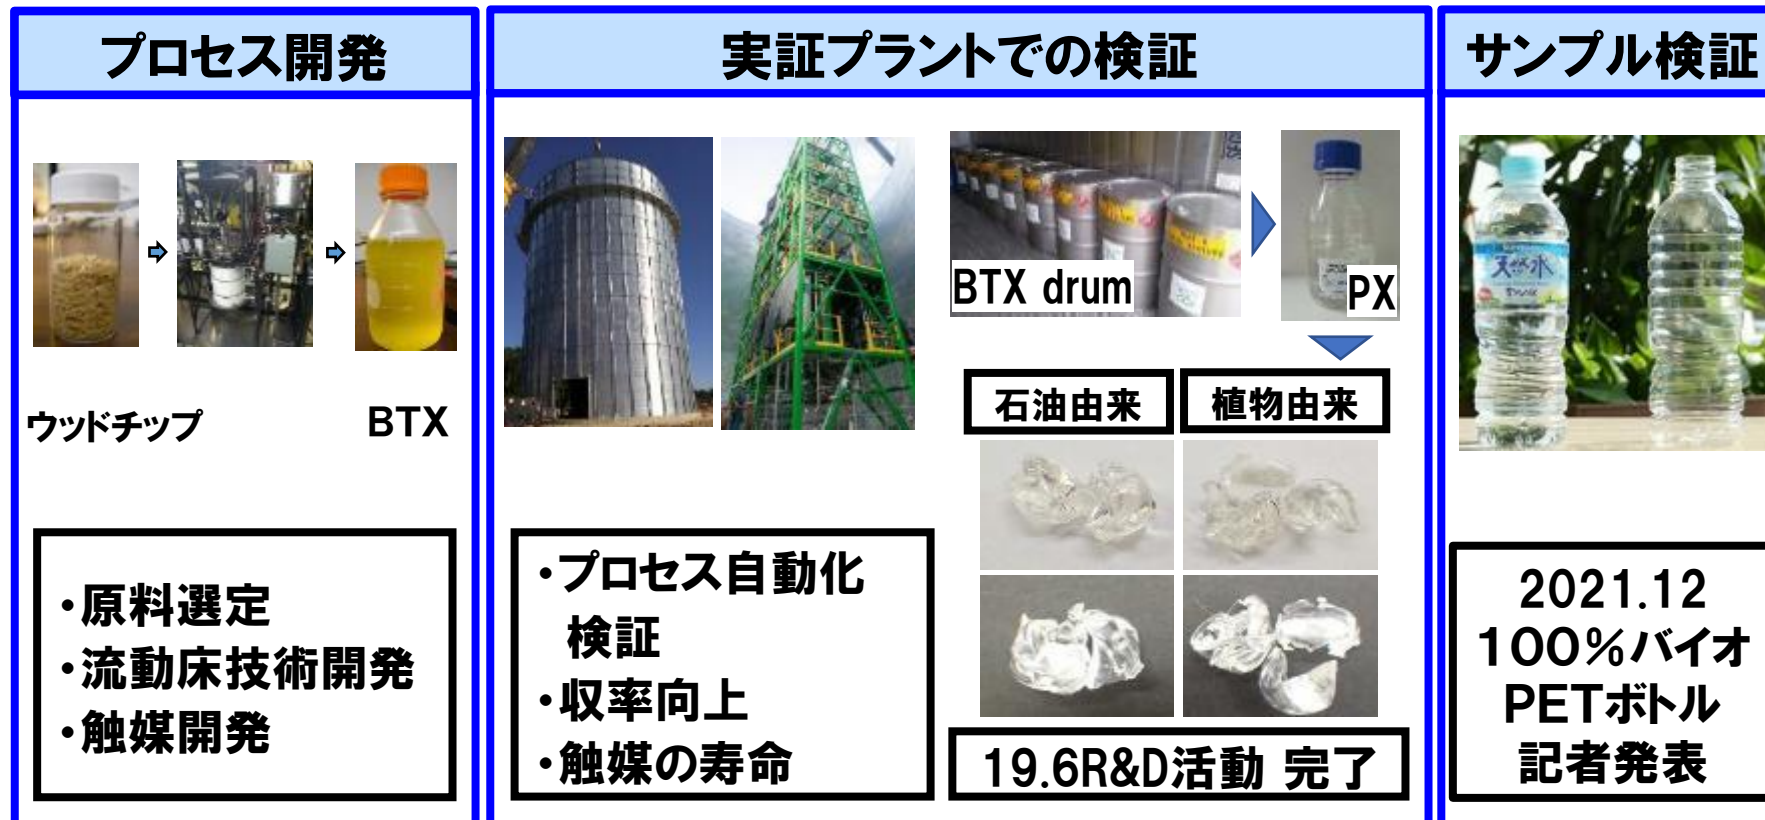 プロセス開発
ウッドチップ
BTX
・原料選定
・流動床技術開発
・触媒開発
実証プラントでの検証
BTX drum
PX
石油由来
植物由来
・プロセス自動化
検証
・収率向上
・触媒の寿命
19.6R&D活動 完了
サンプル検証
天然水
2021.12
100%バイオ
PETボトル
記者発表